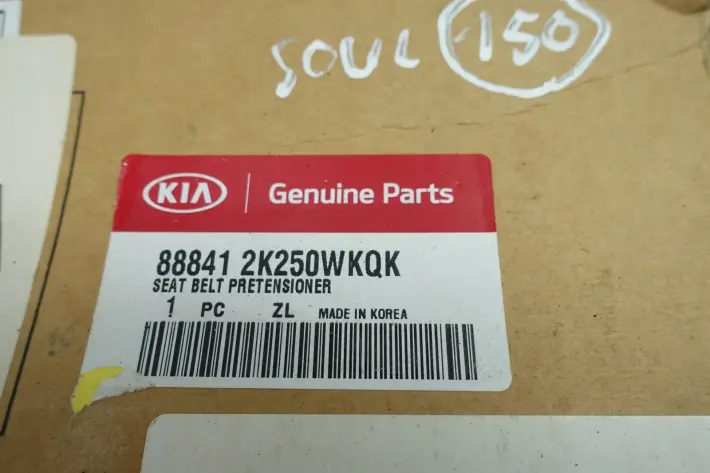 SOUL 150
KIA Genuine Parts
88841 2K250WKQK
SEAT BELT PRETENSIONER
1 PC ZL MADE IN KOREA